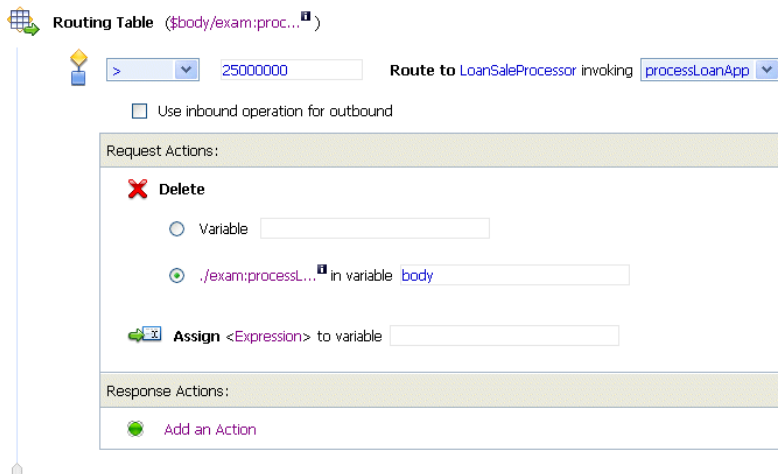 Routing Table ($body/exam:proc... i )
> 25000000 Route to LoanSaleProcessor invoking processLoanApp
Use inbound operation for outbound
Request Actions:
Delete
Variable
./exam:processL... i in variable body
Assign <Expression> to variable
Response Actions:
Add an Action